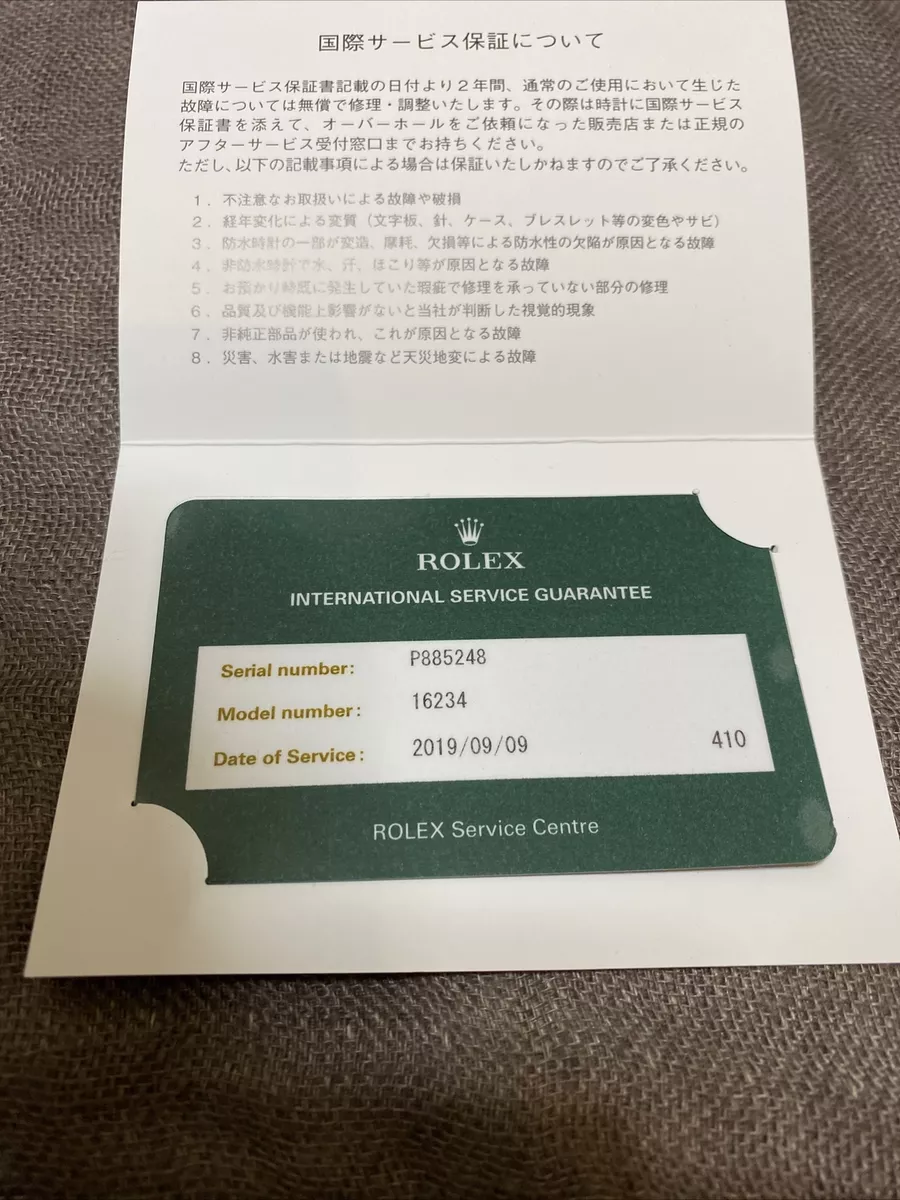 国際サービス保証について
国際サービス保証書記載の日付より2年間、通常のご使用において生じた
故障については無償で修理・調整いたします。その際は時計に国際サービス
保証書を添えて、オーバーホールをご依頼になった販売店または正規の
アフターサービス受付窓口までお持ちください。
ただし、以下の記載事項による場合は保証いたしかねますのでご了承ください。
1. 不注意なお取扱いによる故障や破損
2. 経年変化による変質(文字板、針、ケース、ブレスレット等の変色やサビ)
3. 防水時計の一部が変造、摩耗、欠損等による防水性の欠陥が原因となる故障
4. 非防水時計で水、汗、ほこり等が原因となる故障
5. お預かり時既に発生していた瑕疵で修理を承っていない部分の修理
6. 品質及び機能上影響がないと当社が判断した視覚的現象
7. 非純正部品が使われ、これが原因となる故障
8. 災害、水害または地震など天災地変による故障
ROLEX
INTERNATIONAL SERVICE GUARANTEE
Serial number: P885248
Model number: 16234
Date of Service: 2019/09/09 410
ROLEX Service Centre